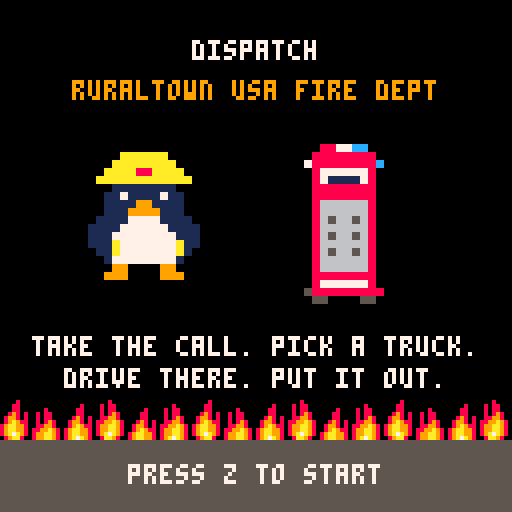 DISPATCH
RURALTOWN USA FIRE DEPT
TAKE THE CALL. PICK A TRUCK.
DRIVE THERE. PUT IT OUT.
PRESS Z TO START